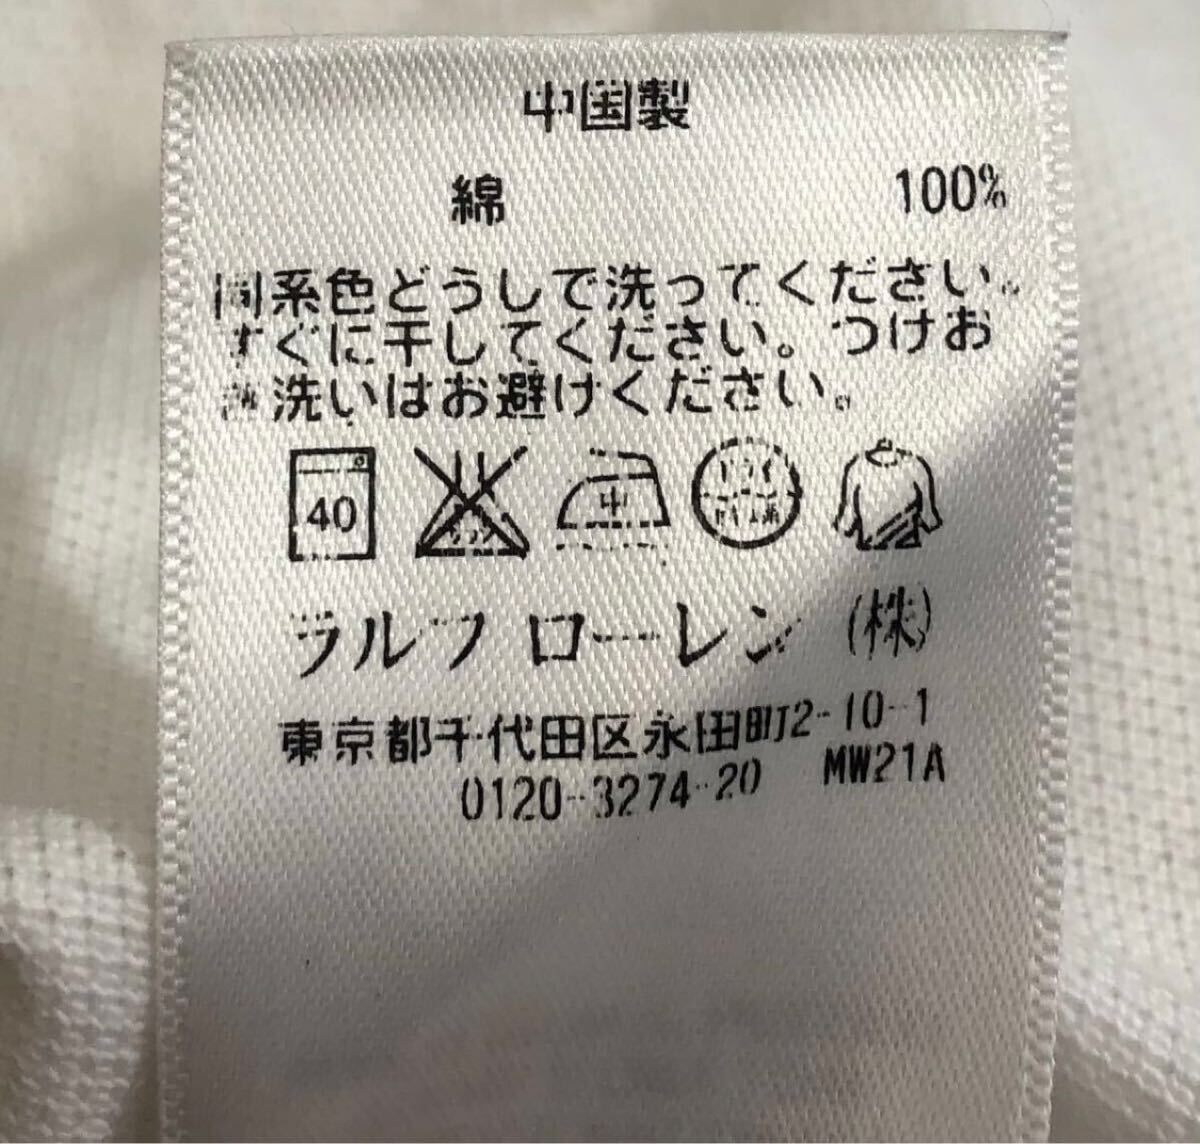 中国製
綿 100%
同系色どうしで洗ってください。
すぐに干してください。つけお
き洗いはお避けください。
40 中 ドライ
ラルフ ローレン (株)
東京都千代田区永田町2-10-1
0120-3274-20 MW21A